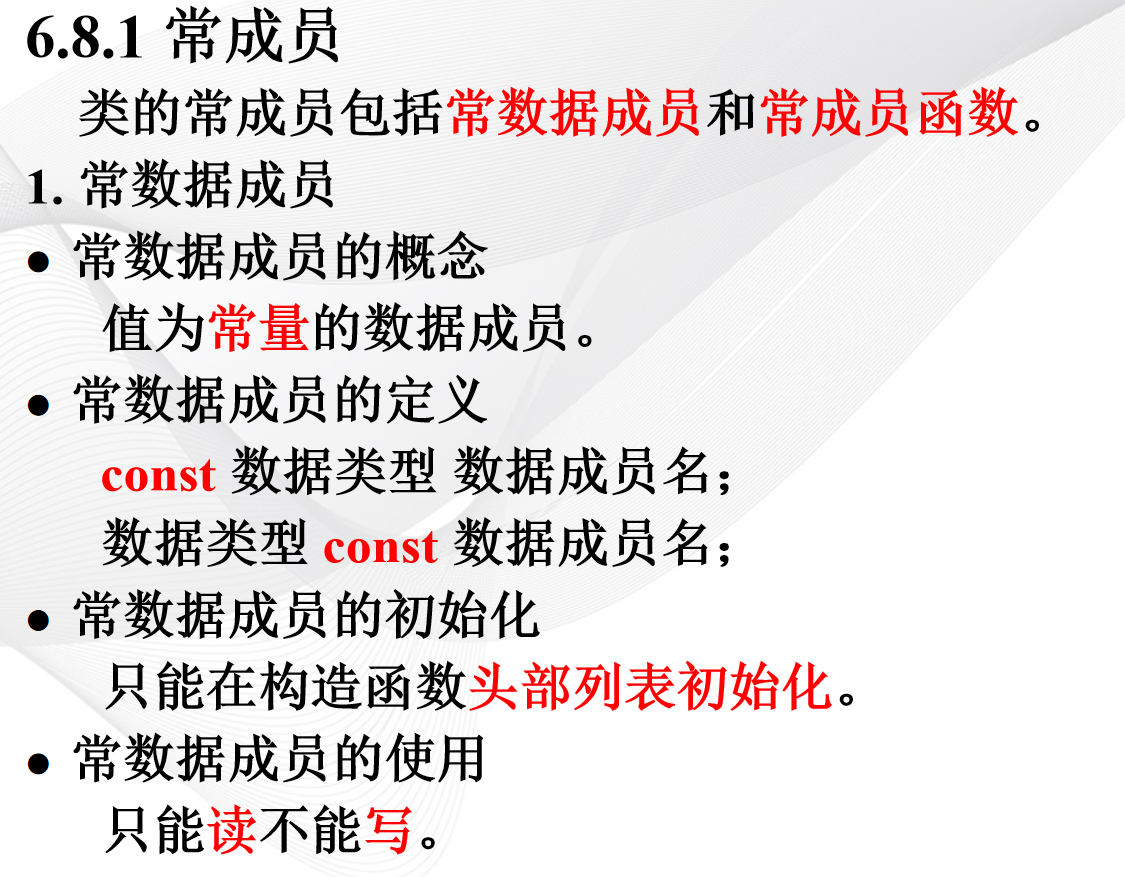 6.8.1 常成员
类的常成员包括常数据成员和常成员函数。
1. 常数据成员
● 常数据成员的概念
值为常量的数据成员。
● 常数据成员的定义
const 数据类型 数据成员名；
数据类型 const 数据成员名；
● 常数据成员的初始化
只能在构造函数头部列表初始化。
● 常数据成员的使用
只能读不能写。